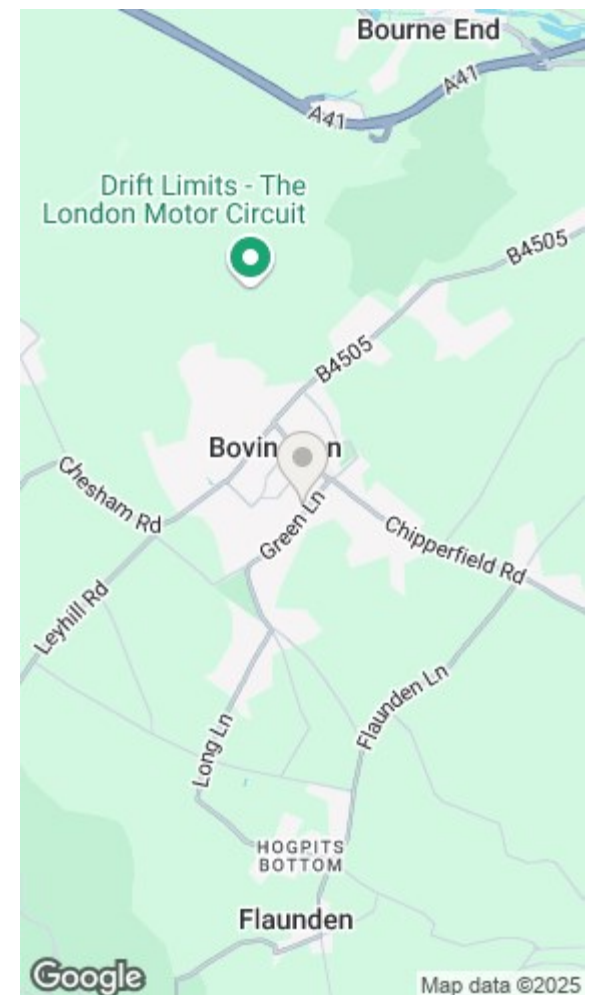 Bourne End
A41
A41
Drift Limits - The
London Motor Circuit
B4505
B4505
Chesham Rd
Green Ln
Chipperfield Rd
Leyhill Rd
Flaunden Ln
Long Ln
HOGPITS
BOTTOM
Flaunden
Google
Map data ©2025